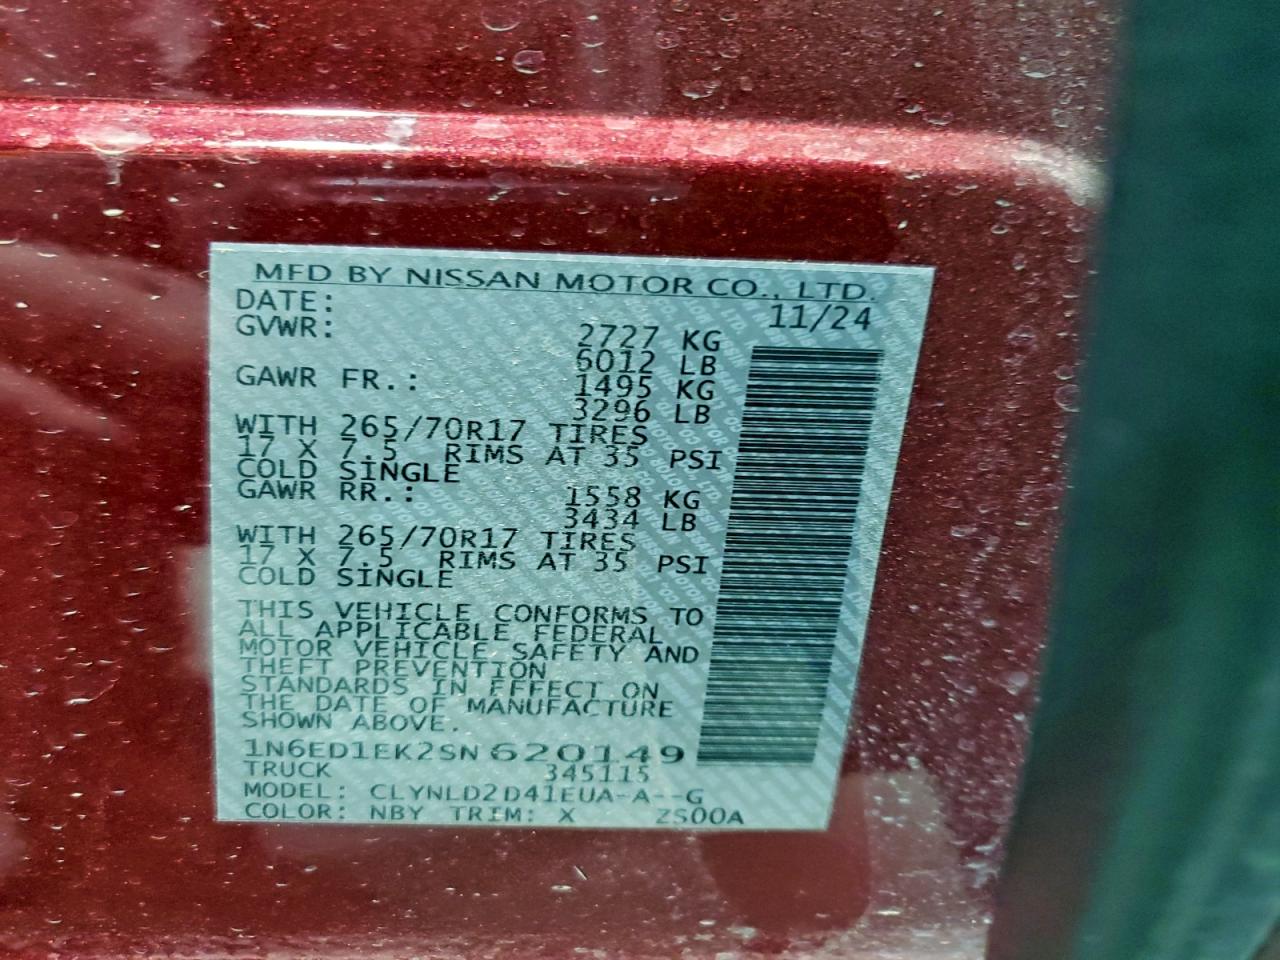 MFD BY NISSAN MOTOR CO., LTD.
DATE: 11/24
GVWR: 2727 KG
6012 LB
GAWR FR.: 1495 KG
3296 LB
WITH 265/70R17 TIRES
17 X 7.5 RIMS AT 35 PSI
COLD SINGLE
GAWR RR.: 1558 KG
3434 LB
WITH 265/70R17 TIRES
17 X 7.5 RIMS AT 35 PSI
COLD SINGLE
THIS VEHICLE CONFORMS TO
ALL APPLICABLE FEDERAL
MOTOR VEHICLE SAFETY AND
THEFT PREVENTION
STANDARDS IN EFFECT ON
THE DATE OF MANUFACTURE
SHOWN ABOVE.
1N6ED1EK2SN620149
TRUCK 345115
MODEL: CLYNLD2D41EUA-A--G
COLOR: NBY TRIM: X ZS00A